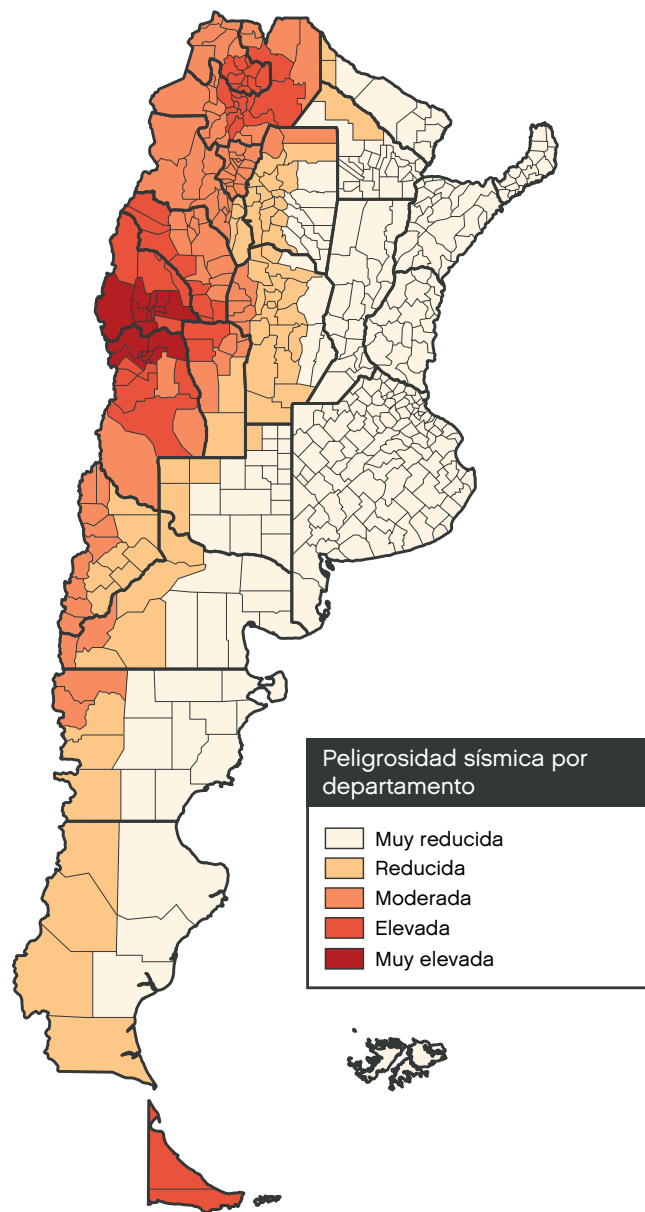 Peligrosidad sísmica por
departamento
Muy reducida
Reducida
Moderada
Elevada
Muy elevada